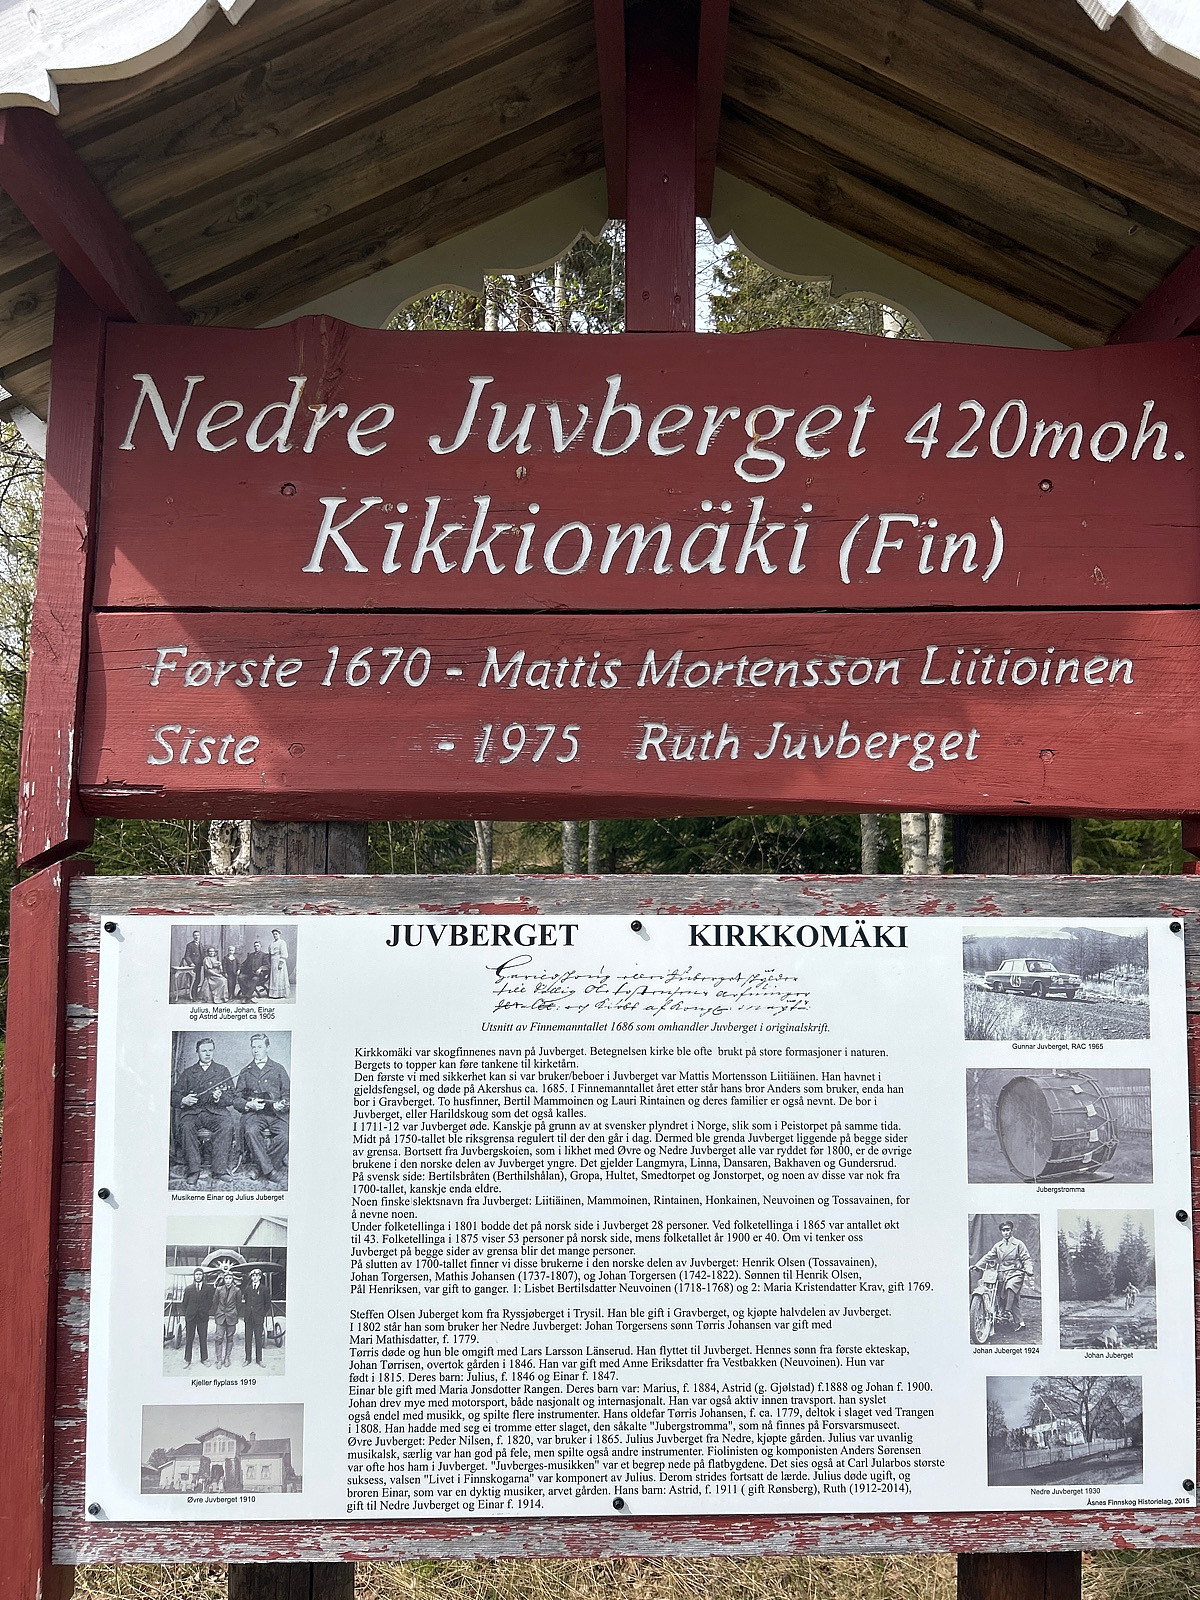 Nedre Juvberget 420moh.
Kikkiomäki (Fin)
Første 1670 - Mattis Mortensson Liitioinen
Siste - 1975 Ruth Juvberget
JUVBERGET KIRKKOMÄKI
Utsnitt av Finnemanntallet 1686 som omhandler Juvberget i originalskrift.
Kirkkomäki var skogfinnenes navn på Juvberget. Betegnelsen kirke ble ofte brukt på store formasjoner i naturen.
Bergets to topper kan føre tankene til kirketårn.
Den første vi med sikkerhet kan si var bruker/beboer i Juvberget var Mattis Mortensson Liitiäinen. Han havnet i
gjeldsfengsel, og døde på Akershus ca. 1685. I Finnemanntallet året etter står hans bror Anders som bruker, enda han
bor i Gravberget. To husfinner, Bertil Mammoinen og Lauri Rintainen og deres familier er også nevnt. De bor i
Juvberget, eller Harildskoug som det også kalles.
I 1711-12 var Juvberget øde. Kanskje på grunn av at svensker plyndret i Norge, slik som i Peistorpet på samme tida.
Midt på 1750-tallet ble riksgrensa regulert til der den går i dag. Dermed ble grenda Juvberget liggende på begge sider
av grensa. Bortsett fra Juvbergskoien, som i likhet med Øvre og Nedre Juvberget alle var ryddet før 1800, er de øvrige
brukene i den norske delen av Juvberget yngre. Det gjelder Langmyra, Linna, Dansaren, Bakhaven og Gundersrud.
På svensk side: Bertilsbråten (Berthilshålan), Gropa, Hultet, Smedtorpet og Jonstorpet, og noen av disse var nok fra
1700-tallet, kanskje enda eldre.
Noen finske slektsnavn fra Juvberget: Liitiäinen, Mammoinen, Rintainen, Honkainen, Neuvoinen og Tossavainen, for
å nevne noen.
Under folketellinga i 1801 bodde det på norsk side i Juvberget 28 personer. Ved folketellinga i 1865 var antallet økt
til 43. Folketellinga i 1875 viser 53 personer på norsk side, mens folketallet år 1900 er 40. Om vi tenker oss
Juvberget på begge sider av grensa blir det mange personer.
På slutten av 1700-tallet finner vi disse brukerne i den norske delen av Juvberget: Henrik Olsen (Tossavainen),
Johan Torgersen, Mathis Johansen (1737-1807), og Johan Torgersen (1742-1822). Sønnen til Henrik Olsen,
Pål Henriksen, var gift to ganger. 1: Lisbet Bertilsdatter Neuvoinen (1718-1768) og 2: Maria Kristendatter Krav, gift 1769.
Steffen Olsen Juberget kom fra Ryssjøberget i Trysil. Han ble gift i Gravberget, og kjøpte halvdelen av Juvberget.
I 1802 står han som bruker her Nedre Juvberget: Johan Torgersens sønn Tørris Johansen var gift med
Mari Mathisdatter, f. 1779.
Tørris døde og hun ble omgift med Lars Larsson Länserud. Han flyttet til Juvberget. Hennes sønn fra første ekteskap,
Johan Tørrisen, overtok gården i 1846. Han var gift med Anne Eriksdatter fra Vestbakken (Neuvoinen). Hun var
født i 1815. Deres barn: Julius, f. 1846 og Einar f. 1847.
Einar ble gift med Maria Jonsdotter Rangen. Deres barn var: Marius, f. 1884, Astrid (g. Gjølstad) f.1888 og Johan f. 1900.
Johan drev mye med motorsport, både nasjonalt og internasjonalt. Han var også aktiv innen travsport. han syslet
også endel med musikk, og spilte flere instrumenter. Hans oldefar Tørris Johansen, f. ca. 1779, deltok i slaget ved Trangen
i 1808. Han hadde med seg ei tromme etter slaget, den såkalte "Jubergstromma", som nå finnes på Forsvarsmuseet.
Øvre Juvberget: Peder Nilsen, f. 1820, var bruker i 1865. Julius Juvberget fra Nedre, kjøpte gården. Julius var uvanlig
musikalsk, særlig var han god på fele, men spilte også andre instrumenter. Fiolinisten og komponisten Anders Sørensen
var ofte hos ham i Juvberget. "Juvberges-musikken" var et begrep nede på flatbygdene. Det sies også at Carl Jularbos største
suksess, valsen "Livet i Finnskogarna" var komponert av Julius. Derom strides fortsatt de lærde. Julius døde ugift, og
broren Einar, som var en dyktig musiker, arvet gården. Hans barn: Astrid, f. 1911 ( gift Rønsberg), Ruth (1912-2014),
gift til Nedre Juvberget og Einar f. 1914.
Julius, Marie, Johan, Einar
og Astrid Juberget ca 1905
Musikerne Einar og Julius Juberget
Kjeller flyplass 1919
Øvre Juvberget 1910
Gunnar Juvberget, RAC 1965
Jubergstromma
Johan Juberget 1924
Johan Juberget
Nedre Juvberget 1930
Åsnes Finnskog Historielag, 2015